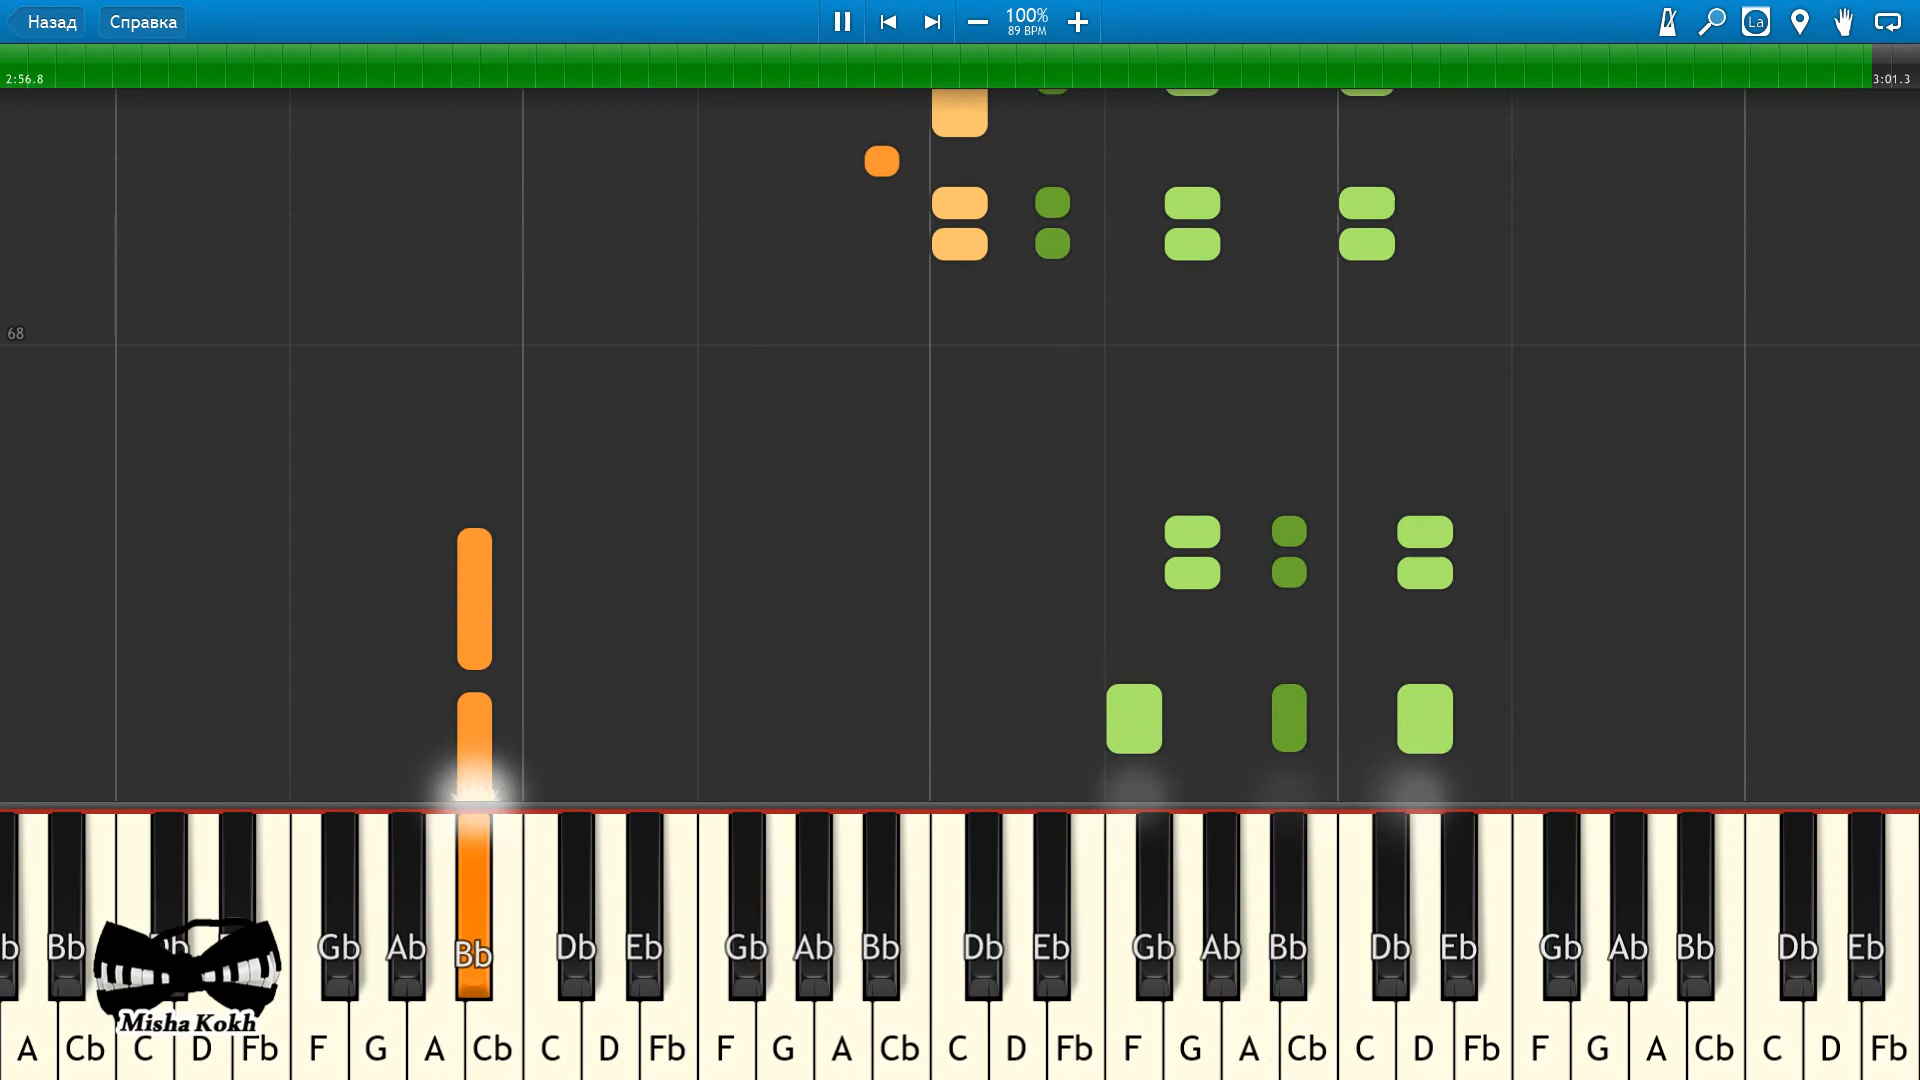 Назад Справка 100% La
89 BPM
2:56.8 3:01.3
68
b Bb Gb Ab Bb Db Eb Gb Ab Bb Db Eb Gb Ab Bb Db Eb Gb Ab Bb Db Eb
Misha Kokh
A Cb C D Fb F G A Cb C D Fb F G A Cb C D Fb F G A Cb C D Fb F G A Cb C D Fb